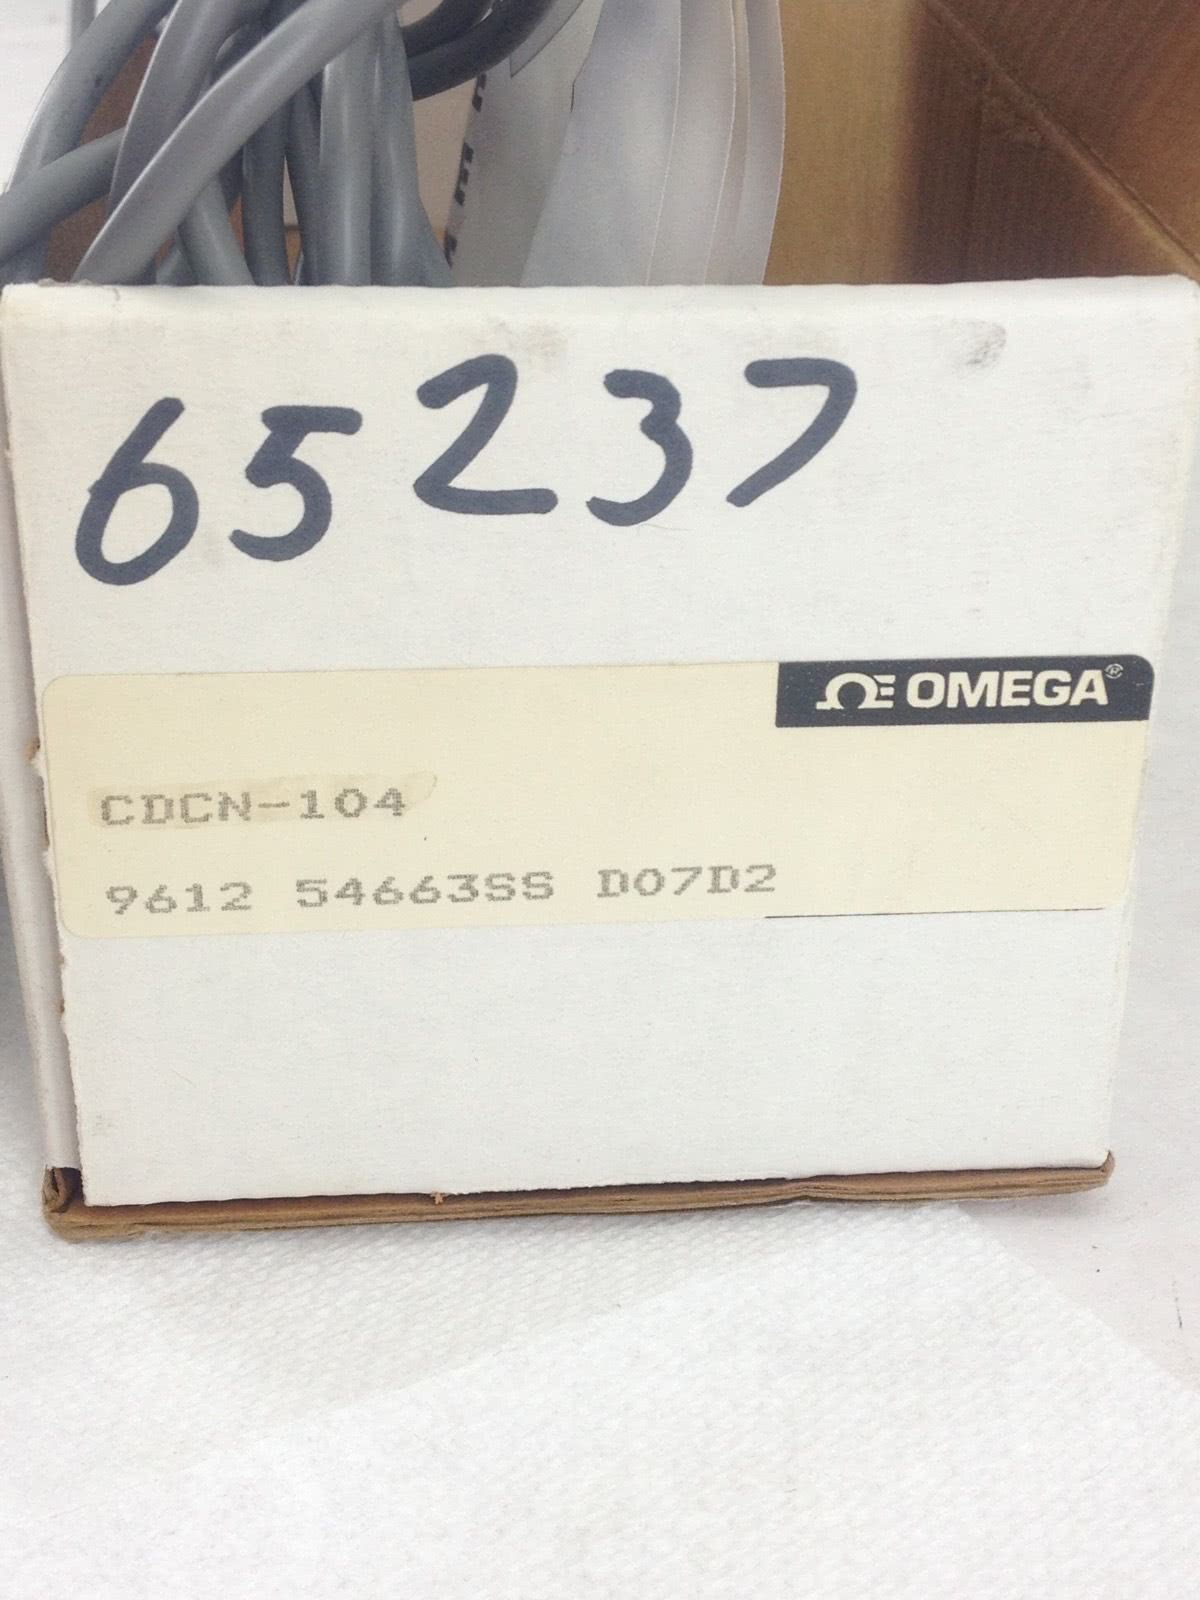 65237
OMEGA®
CDCN-104
9612 54663SS D07D2